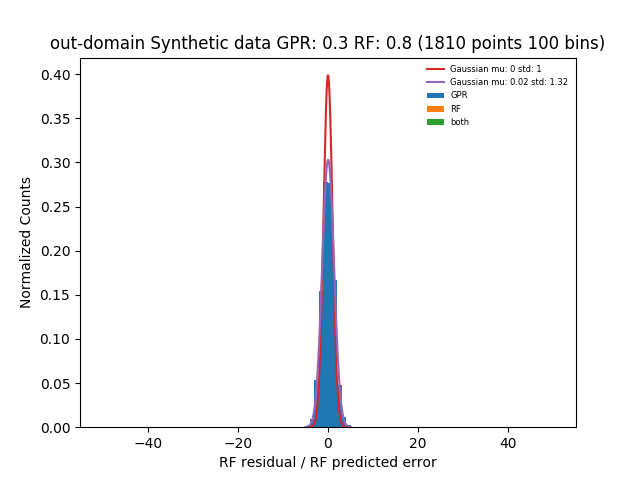 out-domain Synthetic data GPR: 0.3 RF: 0.8 (1810 points 100 bins)
Gaussian mu: 0 std: 1
Gaussian mu: 0.02 std: 1.32
GPR
RF
both
0.40
0.35
0.30
0.25
0.20
0.15
0.10
0.05
0.00
Normalized Counts
−40 −20 0 20 40
RF residual / RF predicted error